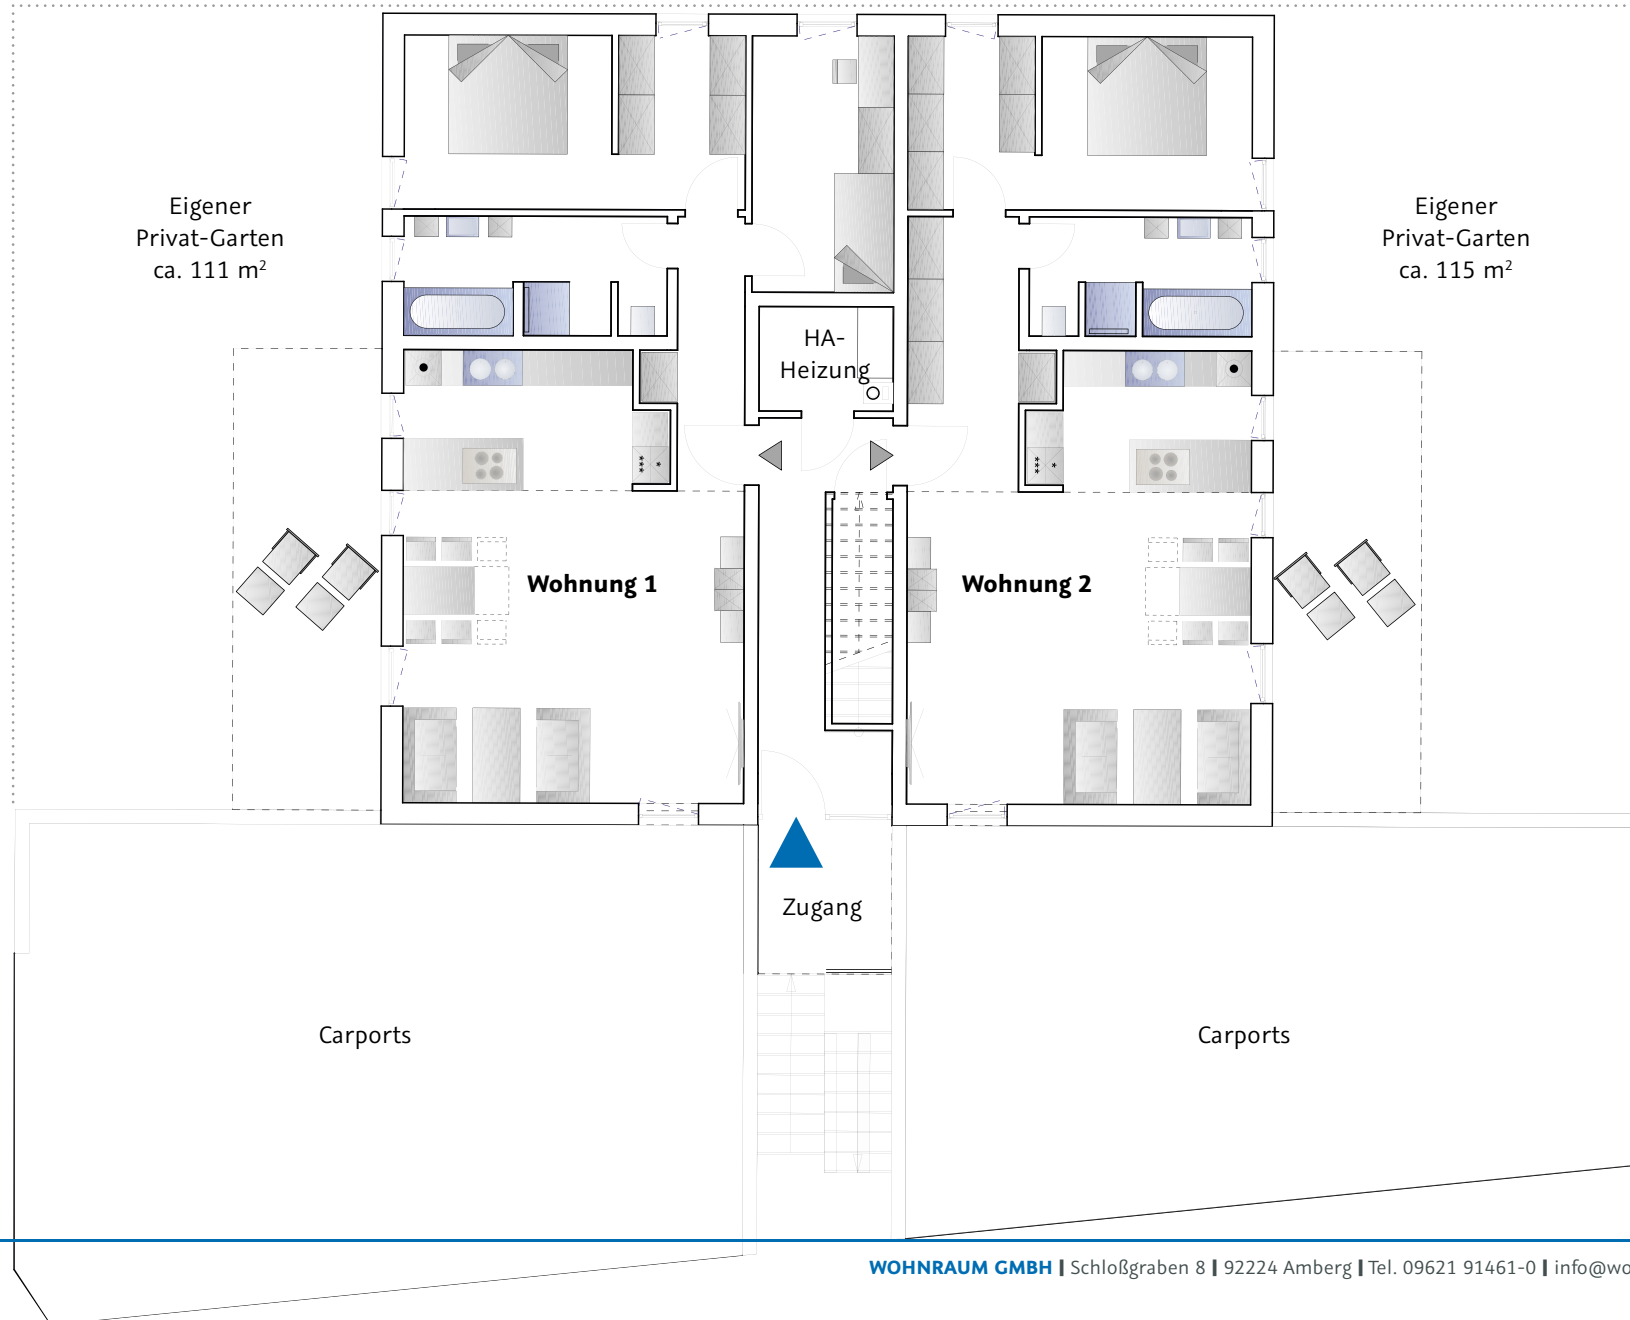 Eigener
Privat-Garten
ca. 111 m²
Eigener
Privat-Garten
ca. 115 m²
HA-
Heizung
Wohnung 1
Wohnung 2
Zugang
Carports
Carports
WOHNRAUM GMBH | Schloßgraben 8 | 92224 Amberg | Tel. 09621 91461-0 | info@wo